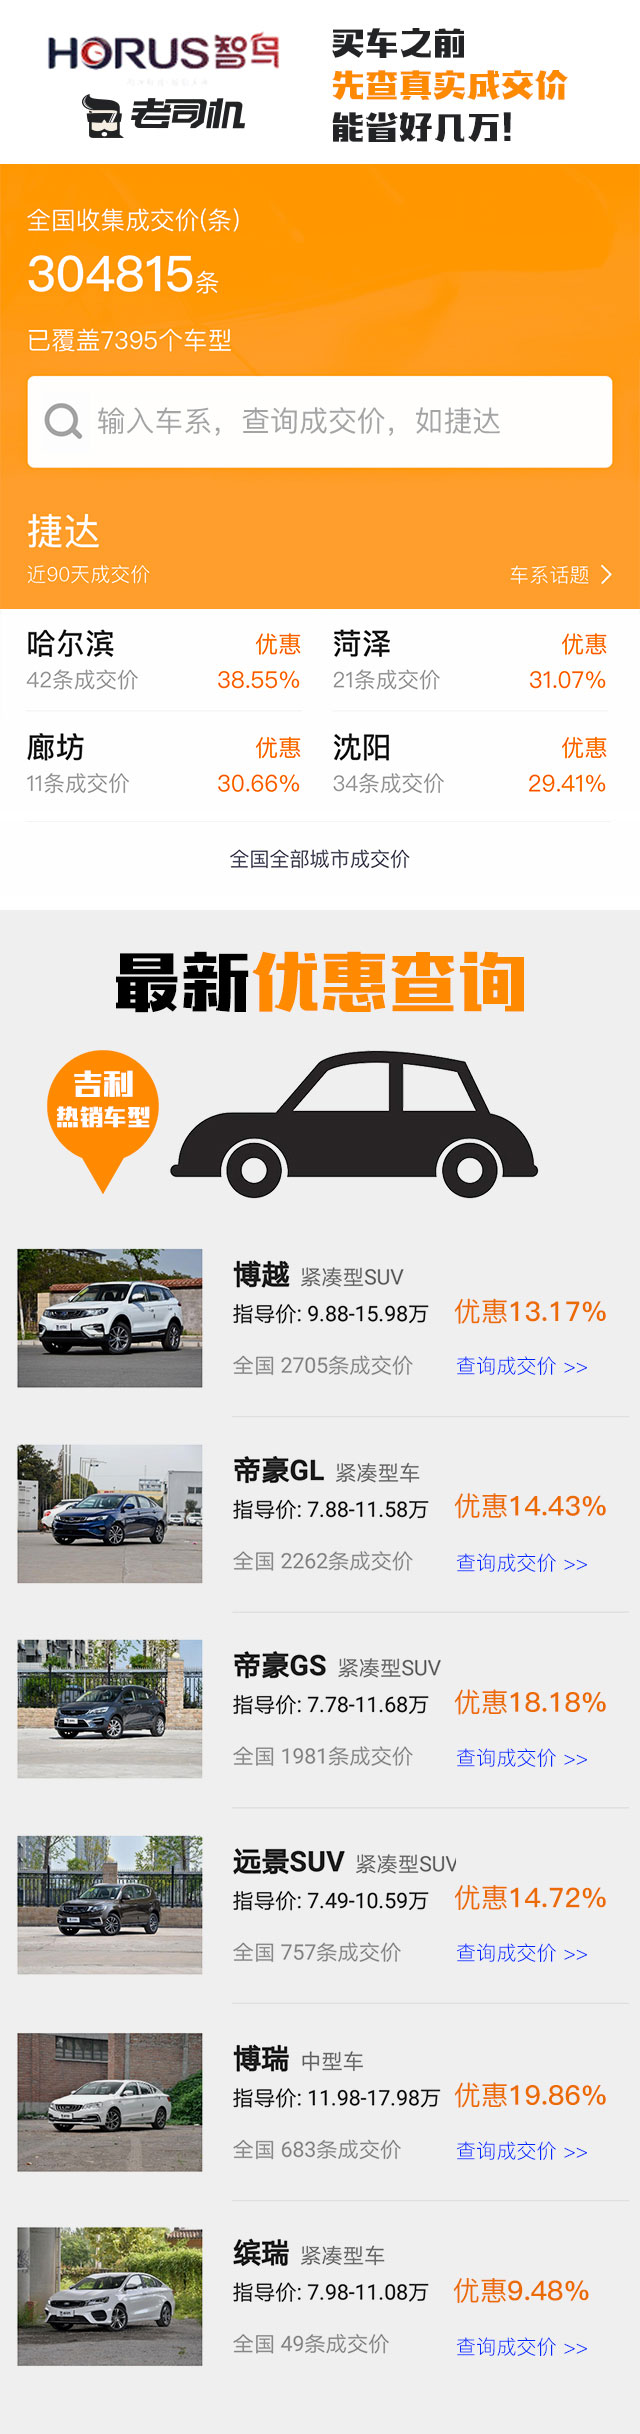 HORUS智鸟
老司机
买车之前
先查真实成交价
能省好几万!
全国收集成交价(条)
304815条
已覆盖7395个车型
输入车系，查询成交价，如捷达
捷达
近90天成交价
车系话题
哈尔滨 优惠
42条成交价 38.55%
菏泽 优惠
21条成交价 31.07%
廊坊 优惠
11条成交价 30.66%
沈阳 优惠
34条成交价 29.41%
全国全部城市成交价
最新优惠查询
吉利
热销车型
博越 紧凑型SUV
指导价: 9.88-15.98万 优惠13.17%
全国 2705条成交价 查询成交价 >>
帝豪GL 紧凑型车
指导价: 7.88-11.58万 优惠14.43%
全国 2262条成交价 查询成交价 >>
帝豪GS 紧凑型SUV
指导价: 7.78-11.68万 优惠18.18%
全国 1981条成交价 查询成交价 >>
远景SUV 紧凑型SUV
指导价: 7.49-10.59万 优惠14.72%
全国 757条成交价 查询成交价 >>
博瑞 中型车
指导价: 11.98-17.98万 优惠19.86%
全国 683条成交价 查询成交价 >>
缤瑞 紧凑型车
指导价: 7.98-11.08万 优惠9.48%
全国 49条成交价 查询成交价 >>